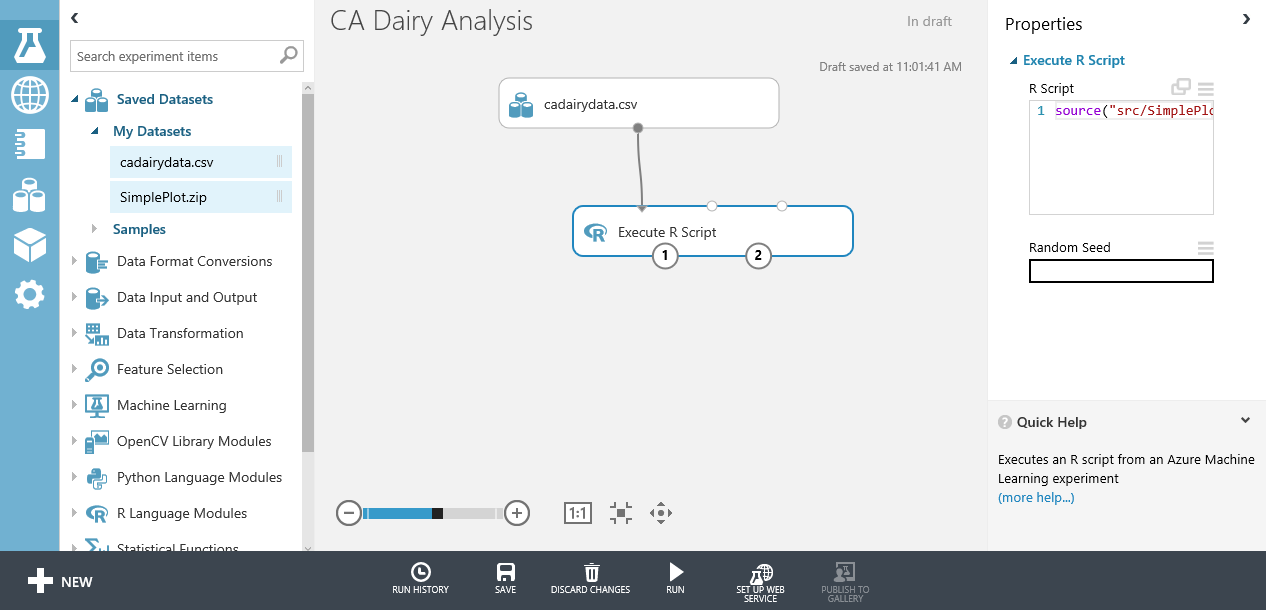 Search experiment items
Saved Datasets
My Datasets
cadairydata.csv
SimplePlot.zip
Samples
Data Format Conversions
Data Input and Output
Data Transformation
Feature Selection
Machine Learning
OpenCV Library Modules
Python Language Modules
R Language Modules
Statistical Functions
CA Dairy Analysis
In draft
Draft saved at 11:01:41 AM
cadairydata.csv
Execute R Script
1
2
1:1
Properties
Execute R Script
R Script
1 source("src/SimplePlo
Random Seed
? Quick Help
Executes an R script from an Azure Machine
Learning experiment
(more help...)
NEW
RUN HISTORY
SAVE
DISCARD CHANGES
RUN
SET UP WEB
SERVICE
PUBLISH TO
GALLERY